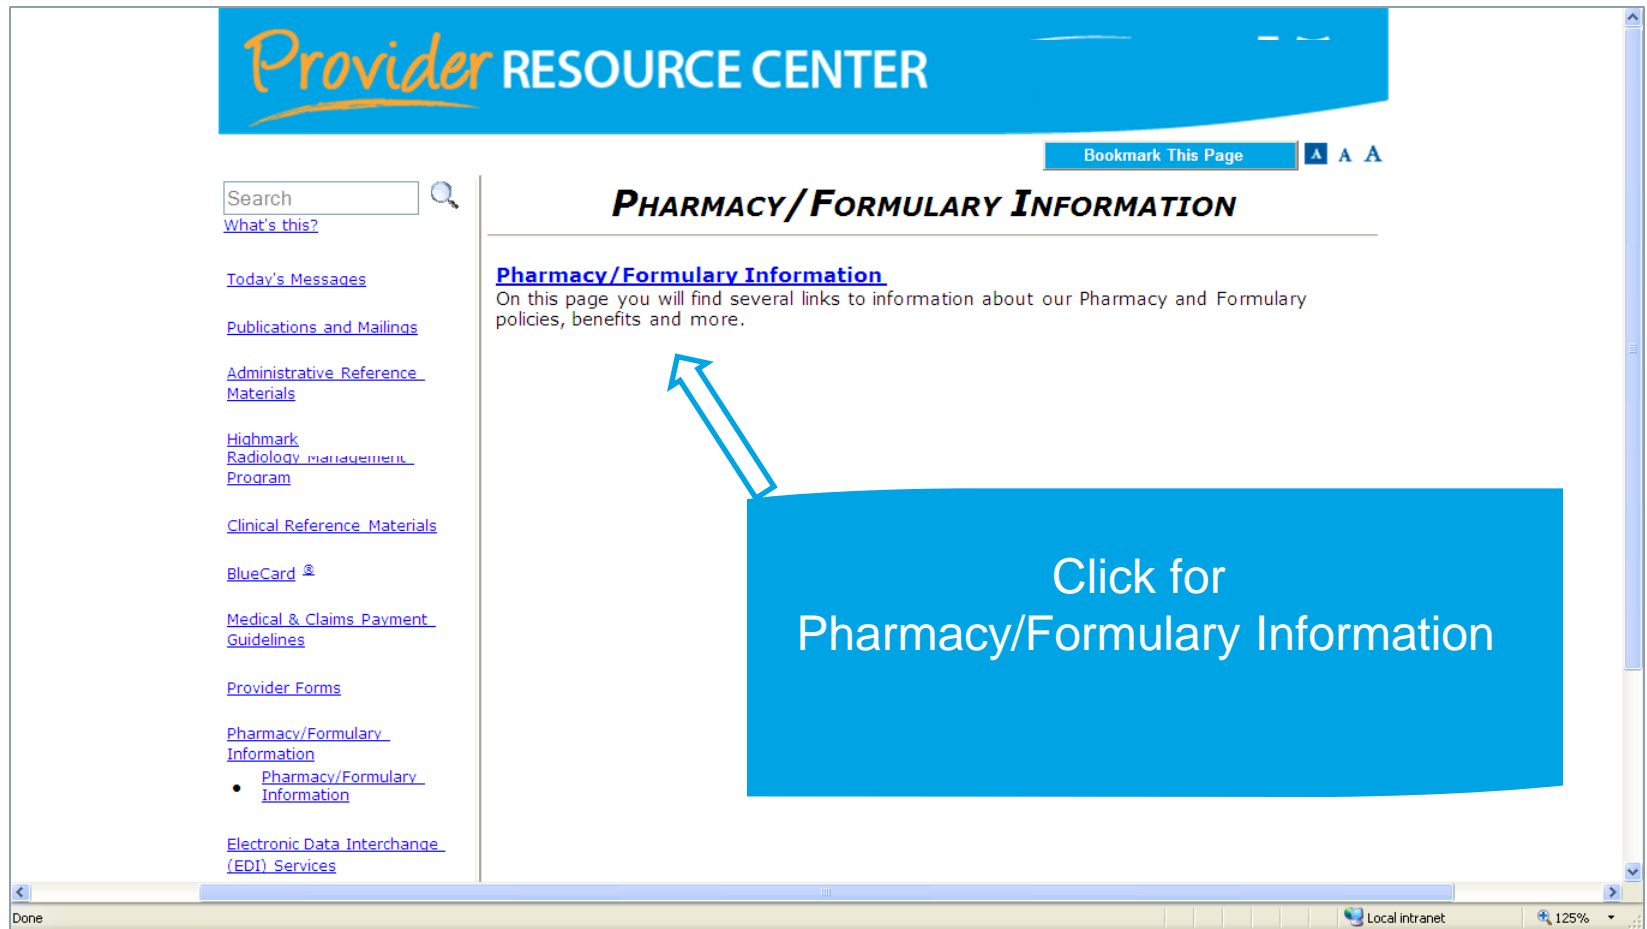 Provider RESOURCE CENTER
Bookmark This Page A A A
Search
What's this?
Today's Messages
Publications and Mailings
Administrative Reference
Materials
Highmark
Radiology Management
Program
Clinical Reference Materials
BlueCard ®
Medical & Claims Payment
Guidelines
Provider Forms
Pharmacy/Formulary
Information
• Pharmacy/Formulary
Information
Electronic Data Interchange
(EDI) Services
PHARMACY/FORMULARY INFORMATION
Pharmacy/Formulary Information
On this page you will find several links to information about our Pharmacy and Formulary
policies, benefits and more.
Click for
Pharmacy/Formulary Information
Done
Local intranet
125%